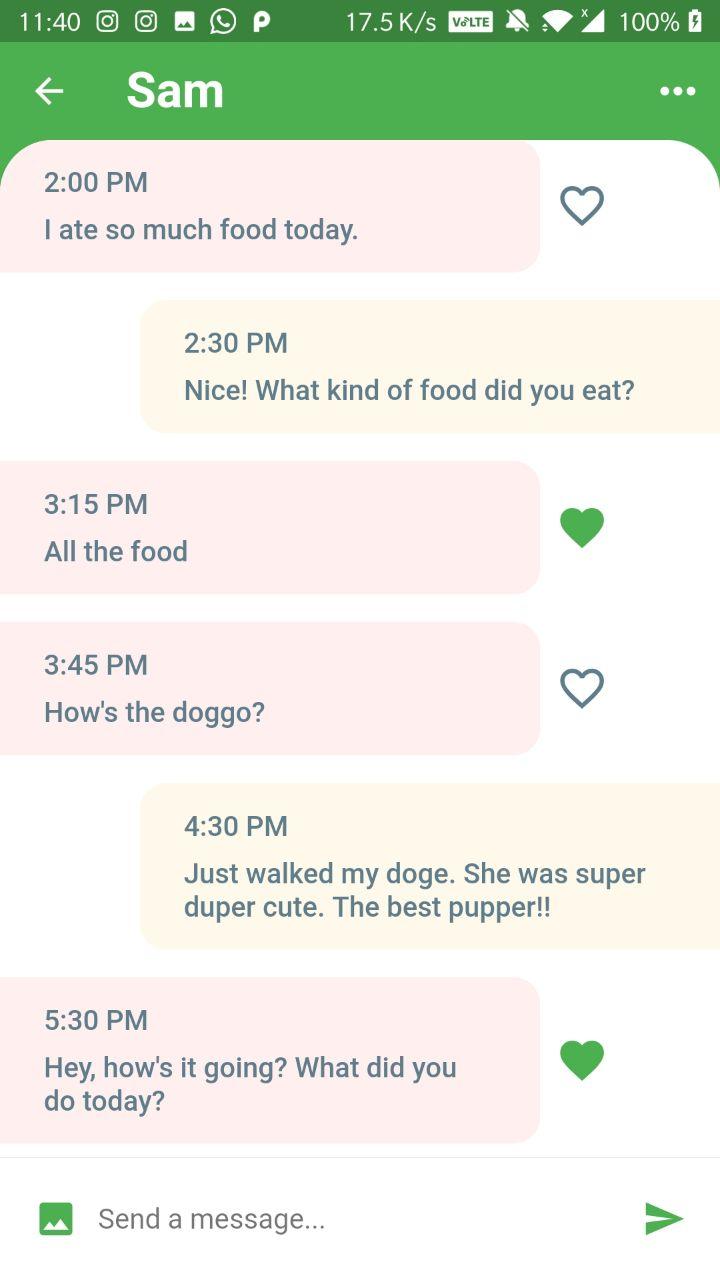 11:40 17.5 K/s VoLTE x 100%
Sam
2:00 PM
I ate so much food today.
2:30 PM
Nice! What kind of food did you eat?
3:15 PM
All the food
3:45 PM
How's the doggo?
4:30 PM
Just walked my doge. She was super
duper cute. The best pupper!!
5:30 PM
Hey, how's it going? What did you
do today?
Send a message...